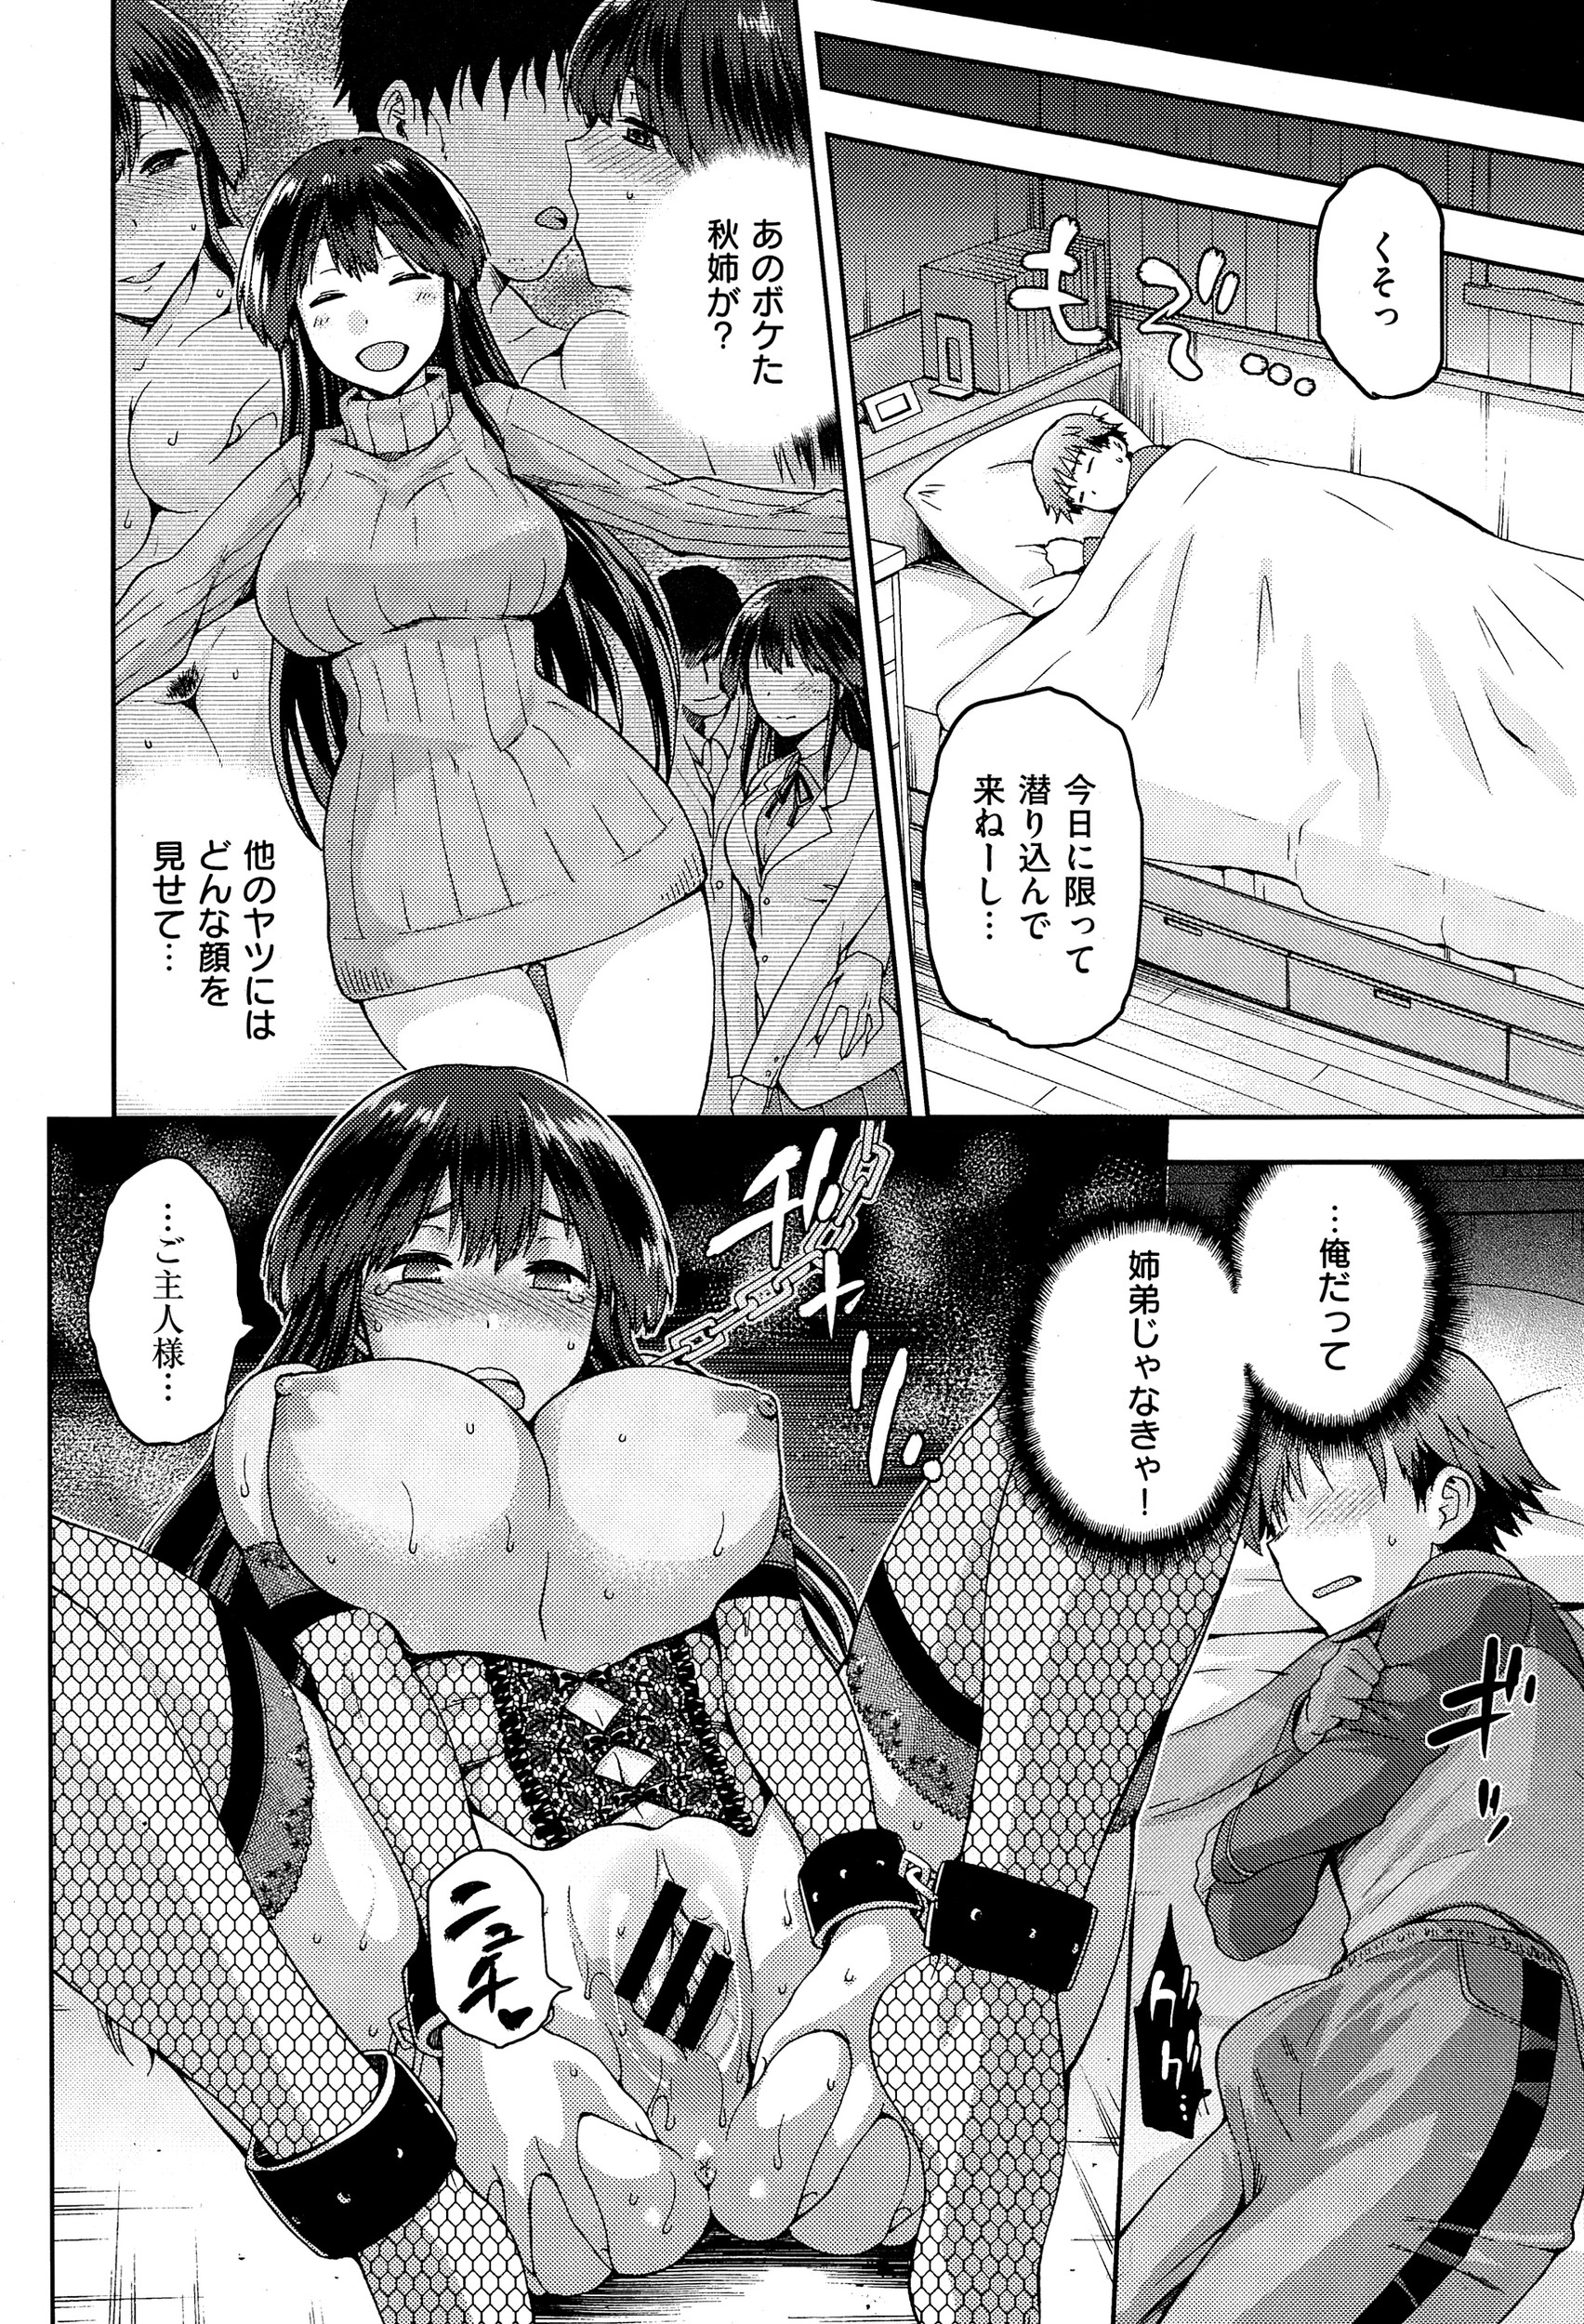 くそっ
もぞ…
今日に限って
潜り込んで
来ねーし…
あのボケた
秋姉が？
他のヤツには
どんな顔を
見せて…
…俺だって
姉弟じゃなきゃ！
ギ
ッ
…ご主人様…
ニュチ♥